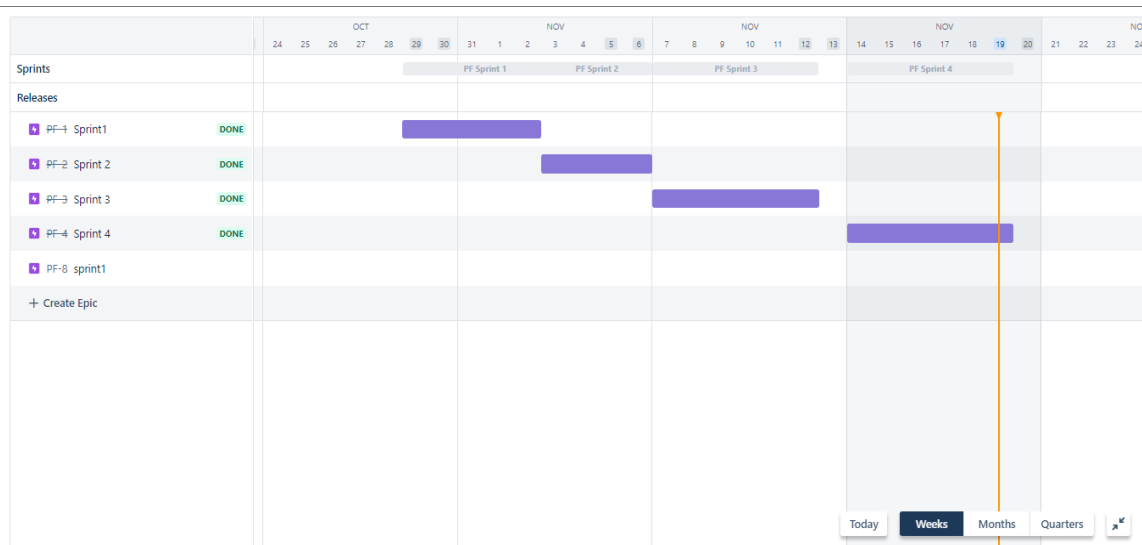 OCT NOV NOV NOV NO
24 25 26 27 28 29 30 31 1 2 3 4 5 6 7 8 9 10 11 12 13 14 15 16 17 18 19 20 21 22 23 24
Sprints PF Sprint 1 PF Sprint 2 PF Sprint 3 PF Sprint 4
Releases
PF-1 Sprint1 DONE
PF-2 Sprint 2 DONE
PF-3 Sprint 3 DONE
PF-4 Sprint 4 DONE
PF-8 sprint1
+ Create Epic
Today Weeks Months Quarters